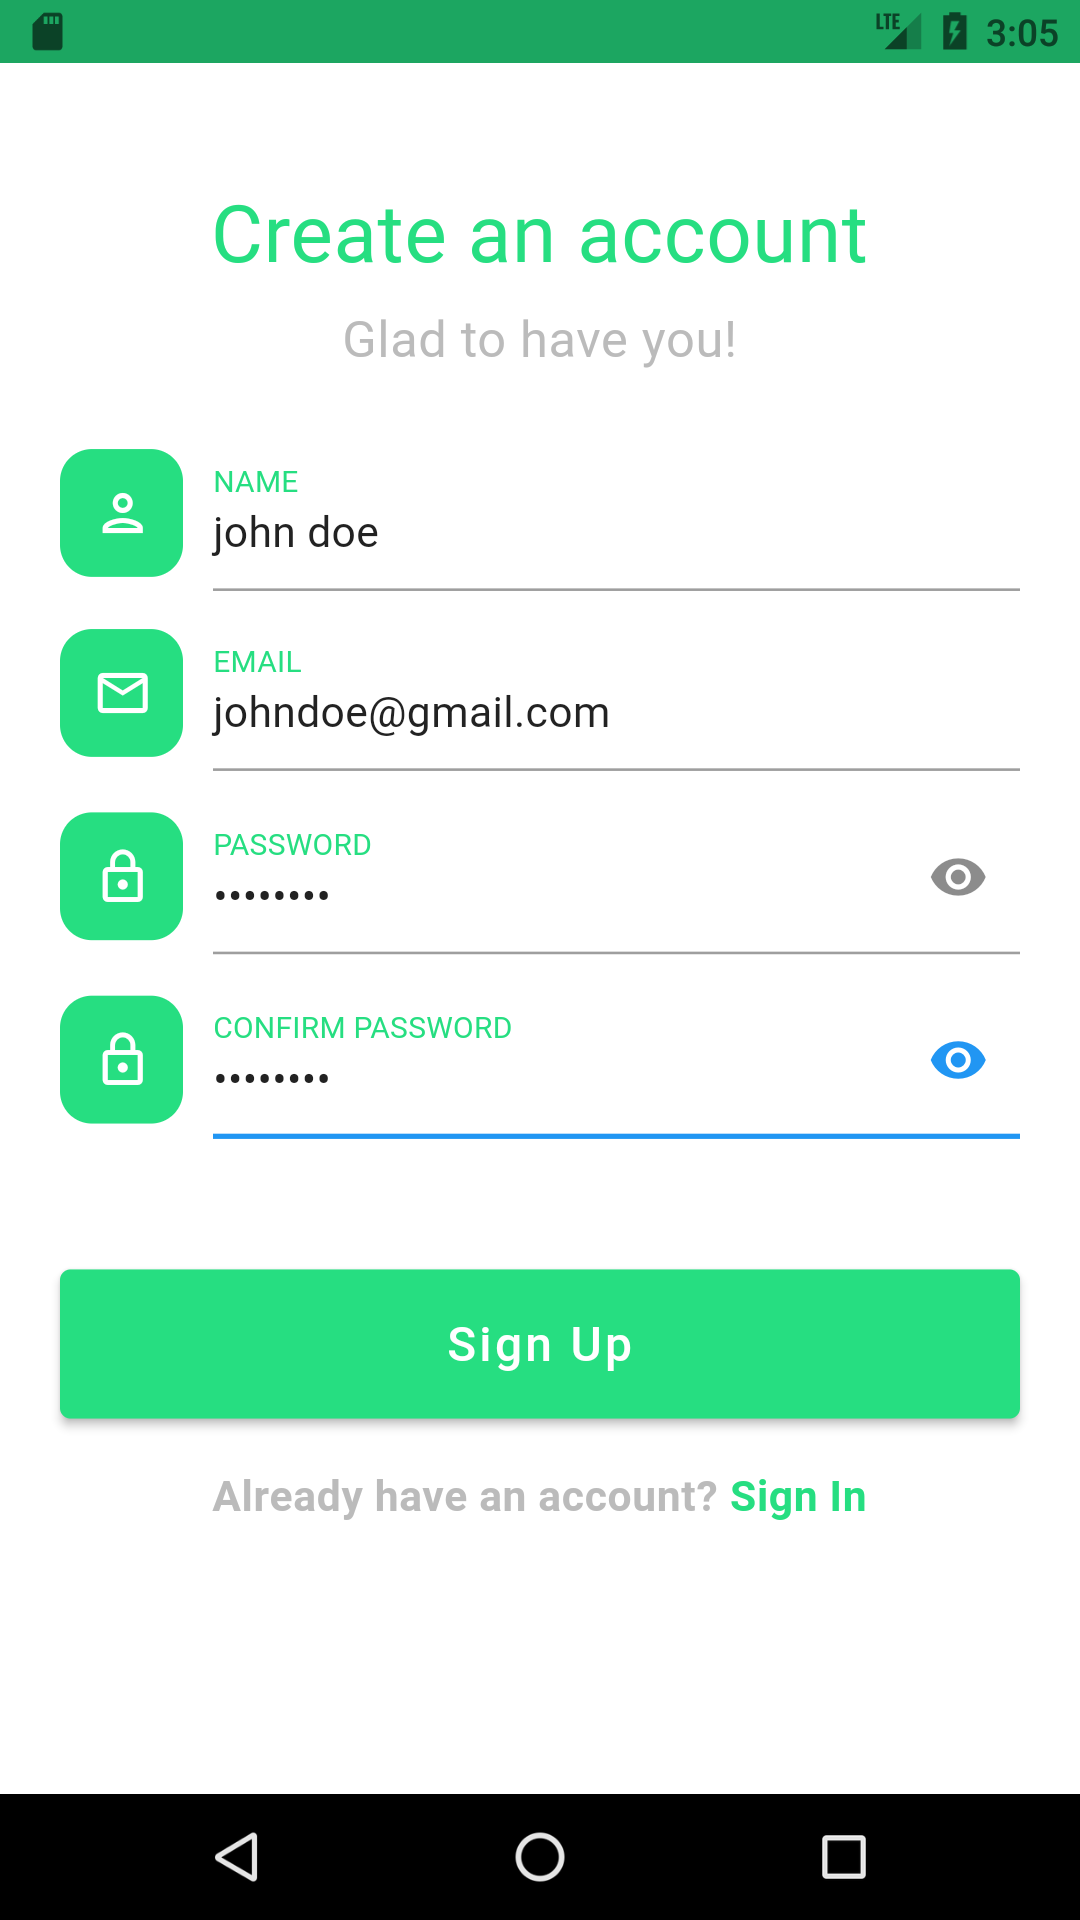 LTE 3:05
Create an account
Glad to have you!
NAME
john doe
EMAIL
johndoe@gmail.com
PASSWORD
••••••••
CONFIRM PASSWORD
••••••••
Sign Up
Already have an account? Sign In